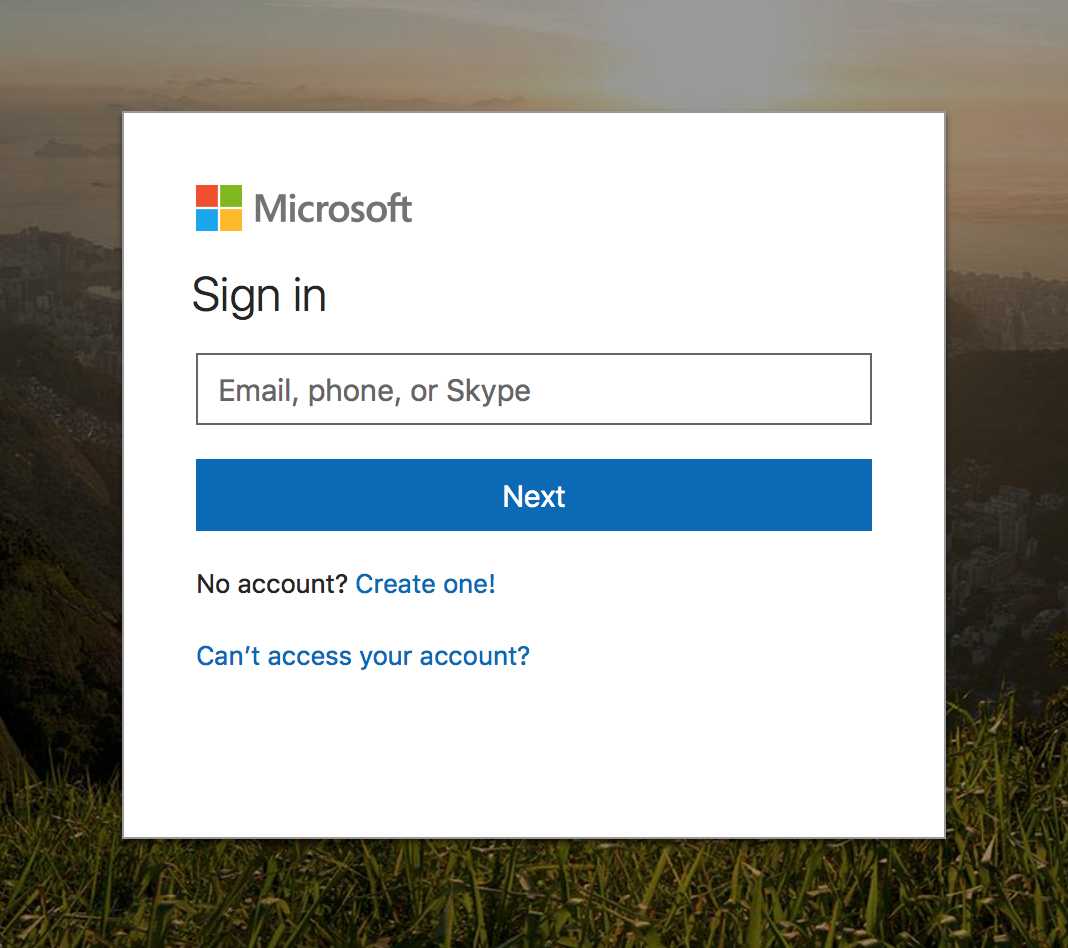 Microsoft
Sign in
Email, phone, or Skype
Next
No account? Create one!
Can't access your account?